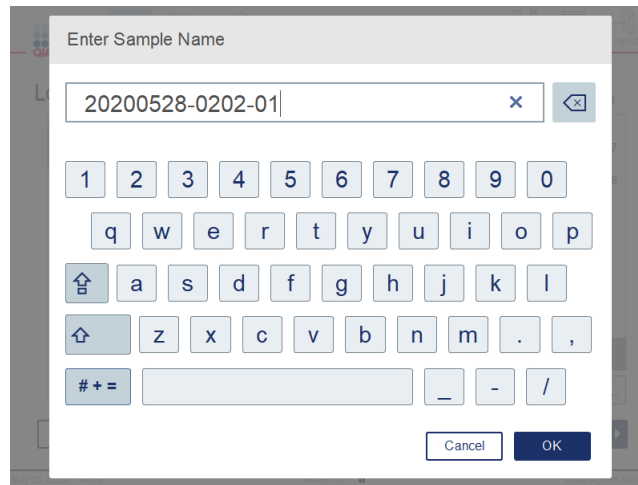 Enter Sample Name
20200528-0202-01
1 2 3 4 5 6 7 8 9 0
q w e r t y u i o p
a s d f g h j k l
z x c v b n m . ,
# + = _ - /
Cancel OK